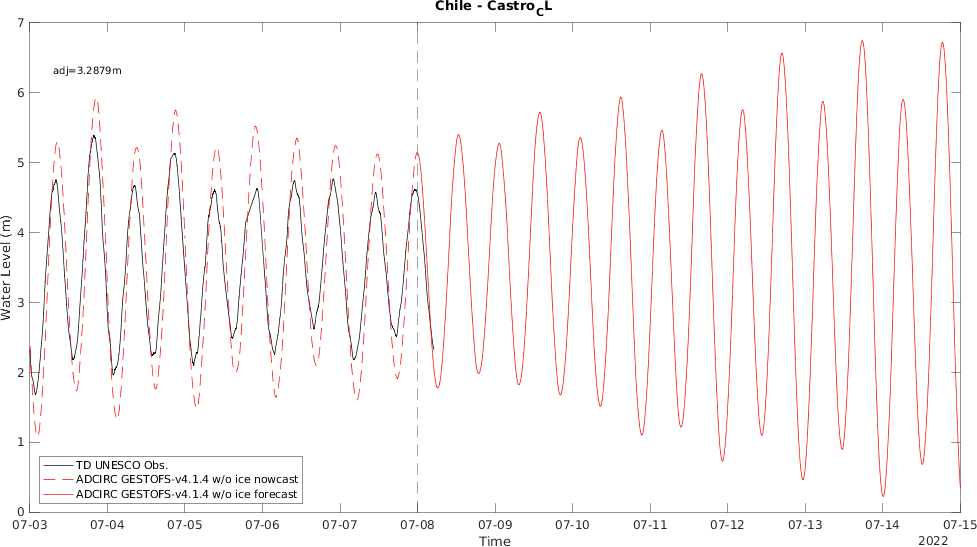 Chile - Castro_CL
7
6
5
4
3
2
1
0
Water Level (m)
adj=3.2879m
TD UNESCO Obs.
ADCIRC GESTOFS-v4.1.4 w/o ice nowcast
ADCIRC GESTOFS-v4.1.4 w/o ice forecast
07-03 07-04 07-05 07-06 07-07 07-08 07-09 07-10 07-11 07-12 07-13 07-14 07-15
Time
2022